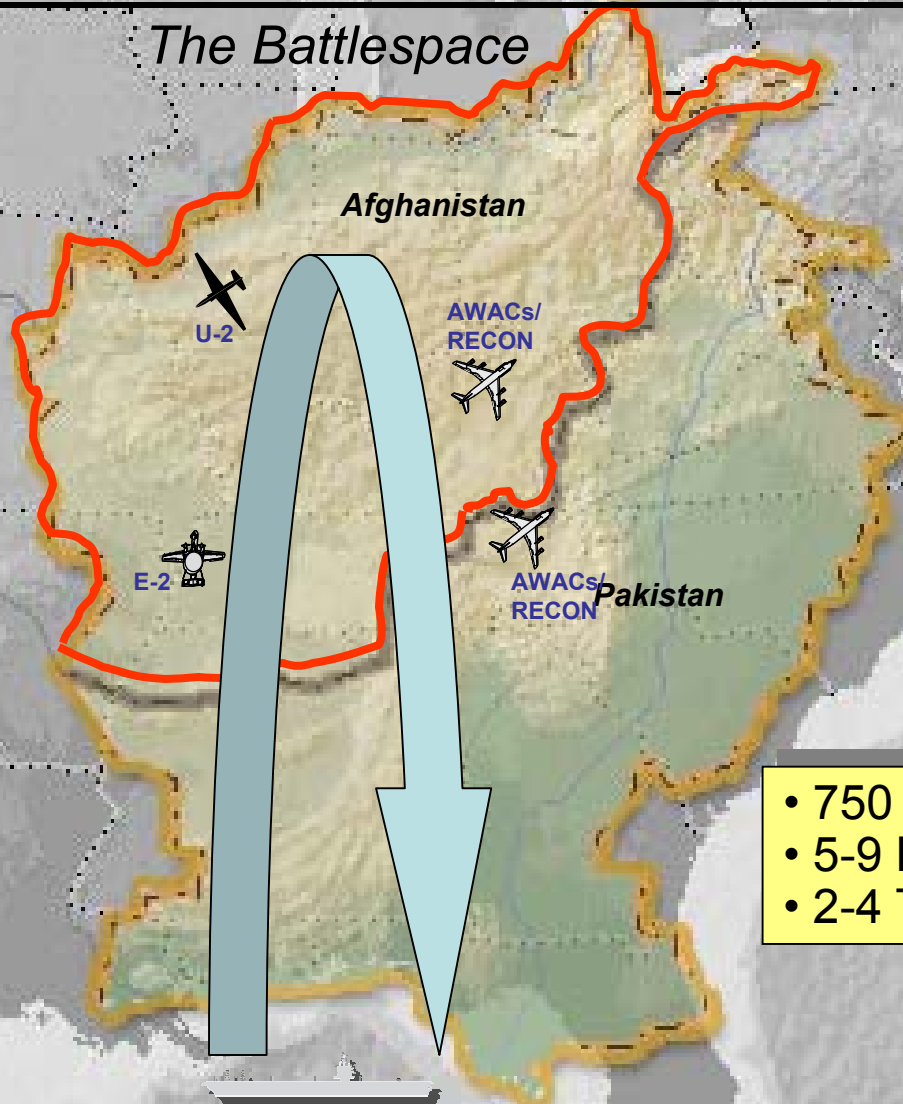 The Battlespace
Afghanistan
U-2
AWACs/
RECON
E-2
AWACs/
RECON
Pakistan
• 750
• 5-9
• 2-4